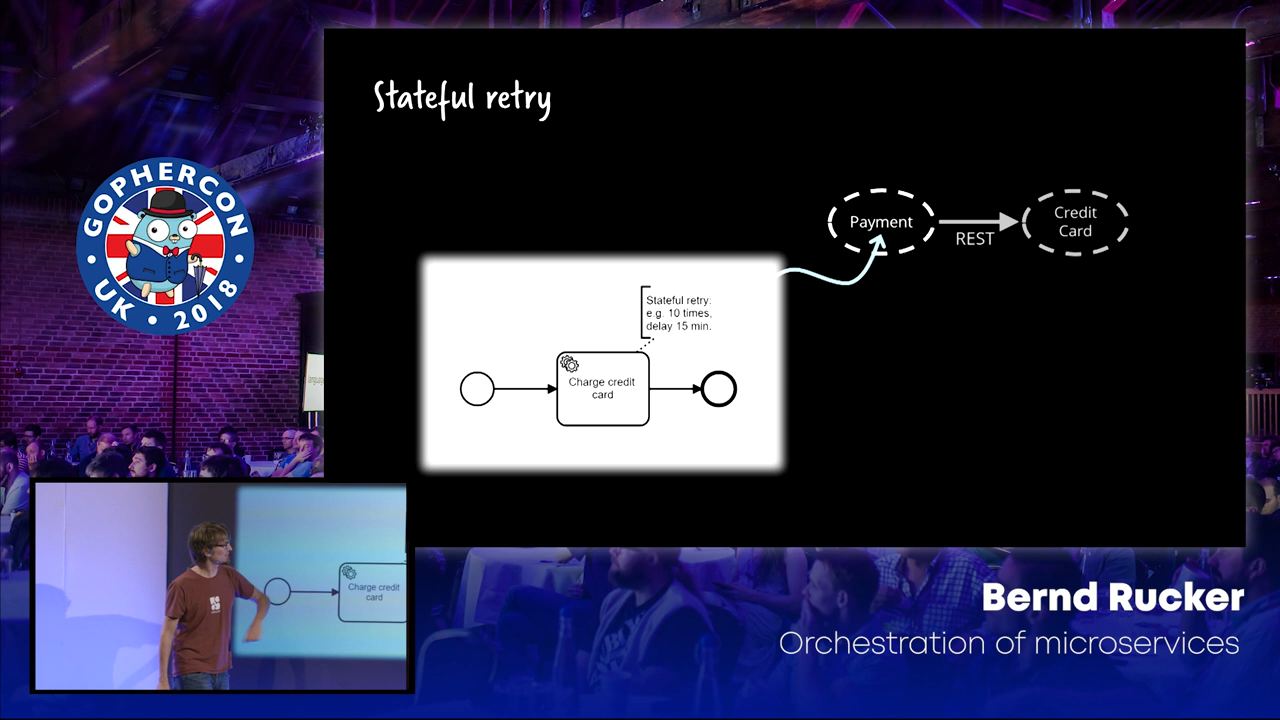 Stateful retry
GOPHERCON
UK • 2018
Payment
REST
Credit
Card
Stateful retry:
e.g. 10 times,
delay 15 min.
Charge credit
card
Charge credit
card
Bernd Rucker
Orchestration of microservices